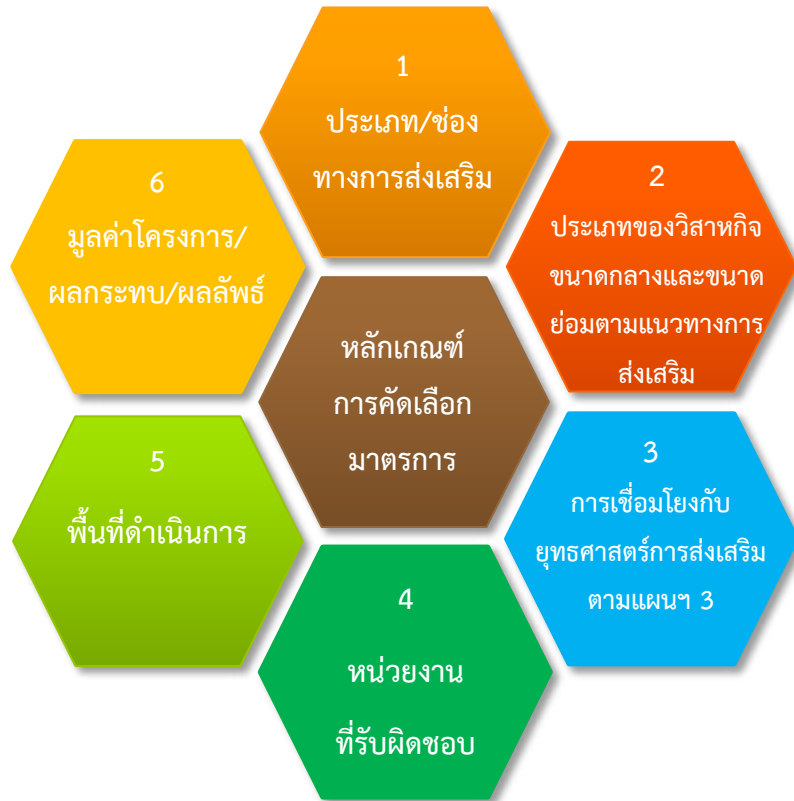 1
ประเภท/ช่อง
ทางการส่งเสริม
2
ประเภทของวิสาหกิจ
ขนาดกลางและขนาด
ย่อมตามแนวทางการ
ส่งเสริม
3
การเชื่อมโยงกับ
ยุทธศาสตร์การส่งเสริม
ตามแผนฯ 3
4
หน่วยงาน
ที่รับผิดชอบ
5
พื้นที่ดำเนินการ
6
มูลค่าโครงการ/
ผลกระทบ/ผลลัพธ์
หลักเกณฑ์
การคัดเลือก
มาตรการ